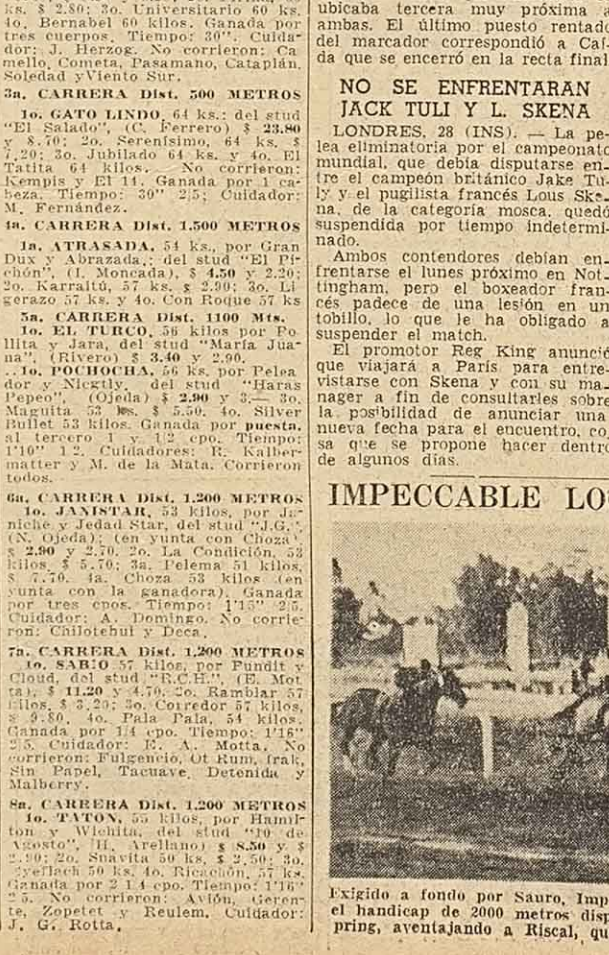 ks. $ 2.80; 3o. Universitario 60 ks.
4o. Bernabel 60 kilos. Ganada por
tres cuerpos. Tiempo: 30". Cuida-
dor: J. Herzog. No corrieron: Ca
mello, Cometa, Pasamano, Cataplán,
Soledad y Viento Sur.
3a. CARRERA Dist. 500 METROS
1o. GATO LINDO, 64 ks.; del stud
"El Salado", (C. Ferrero) $ 23.80
y 8.70; 2o. Serenísimo, 64 ks. $
7,20; 3o. Jubilado 64 ks. y 4o. El
Tatita 64 kilos. No corrieron:
Kempis y El 14. Ganada por 1 ca-
beza. Tiempo: 30" 2|5; Cuidador:
M. Fernández.
4a. CARRERA Dist. 1.500 METROS
1a. ATRASADA, 54 ks., por Gran
Dux y Abrazada,; del stud "El Pi-
chón", (I. Moncada), $ 4.50 y 2.20;
2o. Karraitú, 57 ks. $ 2.90; 3o. Li
gerazo 57 ks. y 4o. Con Roque 57 ks
5a. CARRERA Dist. 1100 Mts.
1o. EL TURCO, 56 kilos por Fo
llita y Jara, del stud "María Jua-
na", (Rivero) $ 3.40 y 2.90.
..1o. POCHOCHA, 56 ks. por Pelea
dor y del stud "Haras
Pepeo", (Ojeda) $ 2.90 y 3.— 3o.
Maguita 53 ks. $ 5.50. 4o. Silver
Bullet 53 kilos. Ganada por puesta,
al tercero 1 y 1|2 cpo. Tiempo:
1'10" 1|2. Cuidadores: R. Kalber-
matter y M. de la Mata. Corrieron
todos.
6a. CARRERA Dist. 1.200 METROS
1o. JANISTAR, 53 kilos, por Ja-
niche y Jedad Star, del stud "J.G.",
(N. Ojeda); (en yunta con Choza)
$ 2.90 y 2.70. 2o. La Condición, 53
kilos, $ 5.70; 3a. Pelema 51 kilos,
$ 7.70. 4a. Choza 53 kilos (en
yunta con la ganadora). Ganada
por tres cpos. Tiempo: 1'15" 2|5.
Cuidador: A. Domingo. No corrie-
ron: Chilotehui y Deca.
7a. CARRERA Dist. 1.200 METROS
1o. SABIO 57 kilos, por Pundit y
Cloud, del stud "R.C.H.", (E. Mot
ta), $ 11.20 y 4.70. 2o. Ramblar 57
kilos, $ 3,20; 3o. Corredor 57 kilos,
$ 9.80. 4o. Pala Pala, 54 kilos.
Ganada por 1|4 cpo. Tiempo: 1'16"
2|5. Cuidador: E. A. Motta. No
corrieron: Fulgencio, Ot Rum, Irak,
Sin Papel, Tacuave, Detenida y
Malberry.
8a. CARRERA Dist. 1.200 METROS
1o. TATON, 55 kilos, por Hamil-
ton y Wichita, del stud "10 de
Agosto", (H. Arellano) $ 8.50 y $
2.90; 2o. Suavita 50 ks. $ 2,50; 3o.
50 ks. 4o. Ricachón, 57 ks.
Ganada por 2 1|4 cpo. Tiempo: 1'16"
2|5. No corrieron: Avión, Geren-
te, Zopetet y Reulem. Cuidador:
J. G. Rotta.
ubicaba tercera muy próxima a
ambas. El último puesto rentado
del marcador correspondió a Caí-
da que se encerró en la recta final
NO SE ENFRENTARAN
JACK TULI Y L. SKENA
LONDRES, 28 (INS). — La pe-
lea eliminatoria por el campeonato
mundial, que debía disputarse en-
tre el campeón británico Jake Tu-
ly y el pugilista francés Lous Ske-
na, de la categoría mosca, quedó
suspendida por tiempo indetermi-
nado.
Ambos contendores debían en-
frentarse el lunes próximo en Not-
tingham, pero el boxeador fran-
cés padece de una lesión en un
tobillo, lo que le ha obligado a
suspender el match.
El promotor Reg King anunció
que viajará a París para entre-
vistarse con Skena y con su ma-
nager a fin de consultarles sobre
la posibilidad de anunciar una
nueva fecha para el encuentro, co,
sa que se propone hacer dentro
de algunos días.
IMPECCABLE LO
Exigido a fondo por Sauro, Imp
el handicap de 2000 metros disp
pring, aventajando a Riscal, qu